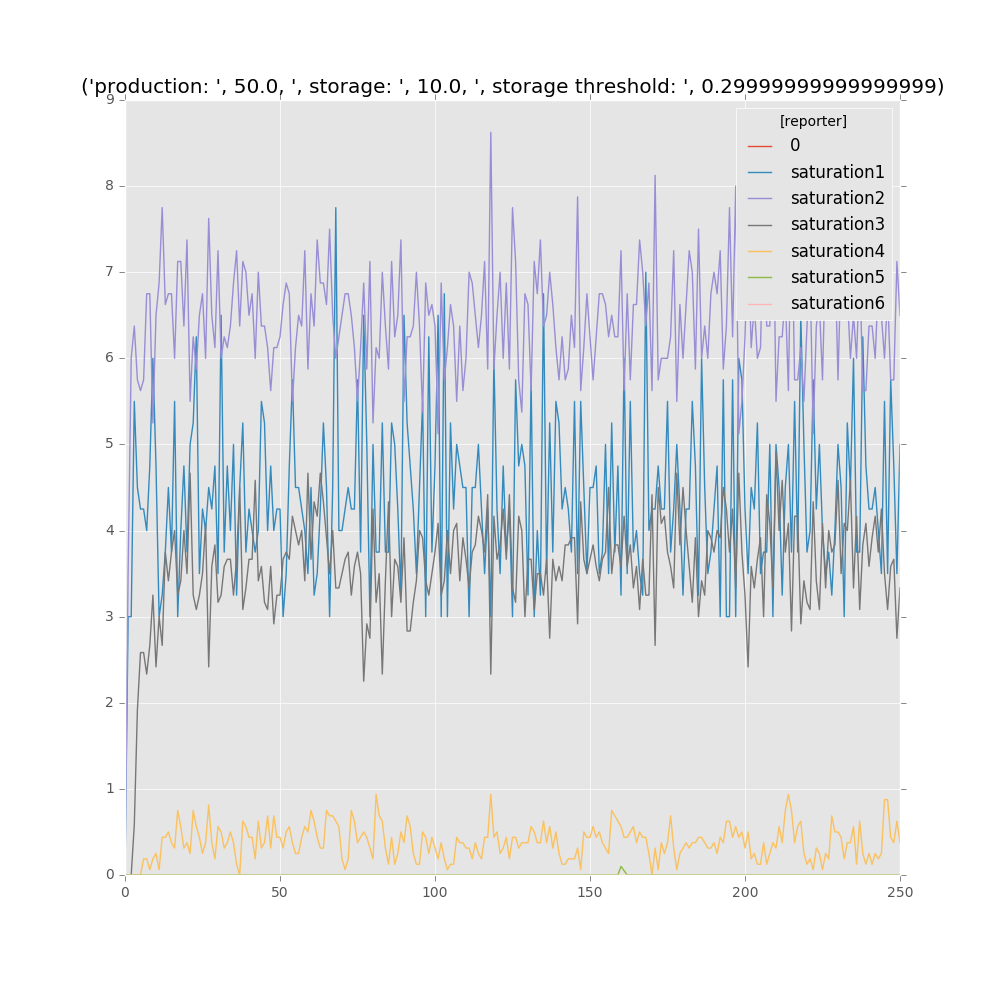 ('production: ', 50.0, ', storage: ', 10.0, ', storage threshold: ', 0.29999999999999999)
9
8
7
6
5
4
3
2
1
0
0
50
100
150
200
250
[reporter]
0
saturation1
saturation2
saturation3
saturation4
saturation5
saturation6